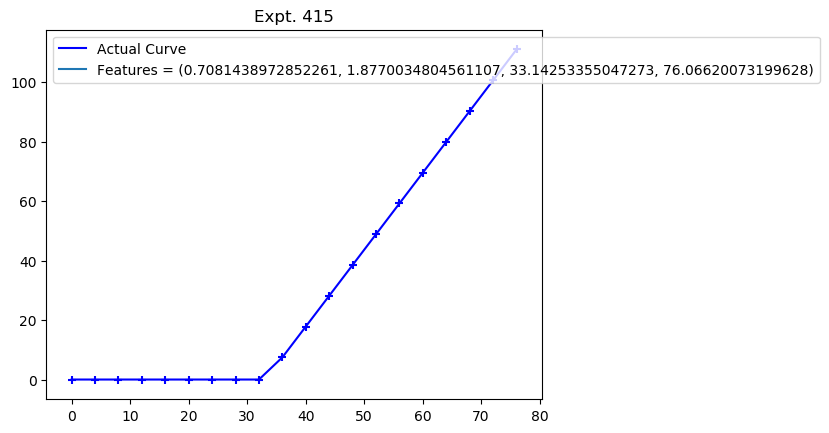 Expt. 415
Actual Curve
Features = (0.7081438972852261, 1.8770034804561107, 33.14253355047273, 76.06620073199628)
100
80
60
40
20
0
0 10 20 30 40 50 60 70 80